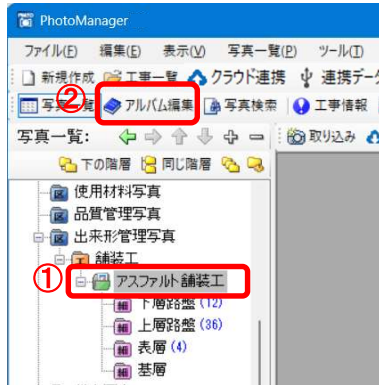 PhotoManager
ファイル(F) 編集(E) 表示(V) 写真一覧(P) ツール(T)
新規作成 工事一覧 クラウド連携 連携デー
写真一覧 ② アルバム編集 写真検索 工事情報
写真一覧: 取り込み
下の階層 同じ階層
使用材料写真
品質管理写真
出来形管理写真
舗装工
① アスファルト舗装工
下層路盤 (12)
上層路盤 (36)
表層 (4)
基層